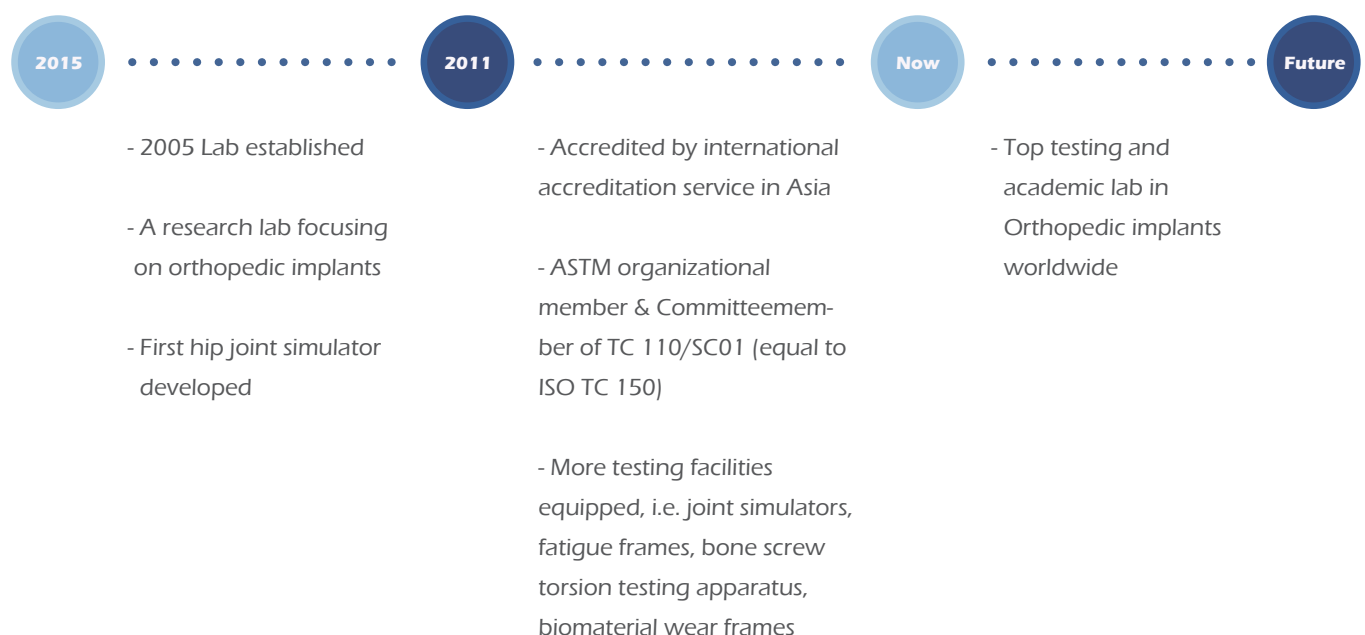 2015
2011
Now
Future
- 2005 Lab established
- A research lab focusing
on orthopedic implants
- First hip joint simulator
developed
- Accredited by international
accreditation service in Asia
- ASTM organizational
member & Committeemem-
ber of TC 110/SC01 (equal to
ISO TC 150)
- More testing facilities
equipped, i.e. joint simulators,
fatigue frames, bone screw
torsion testing apparatus,
biomaterial wear frames
- Top testing and
academic lab in
Orthopedic implants
worldwide